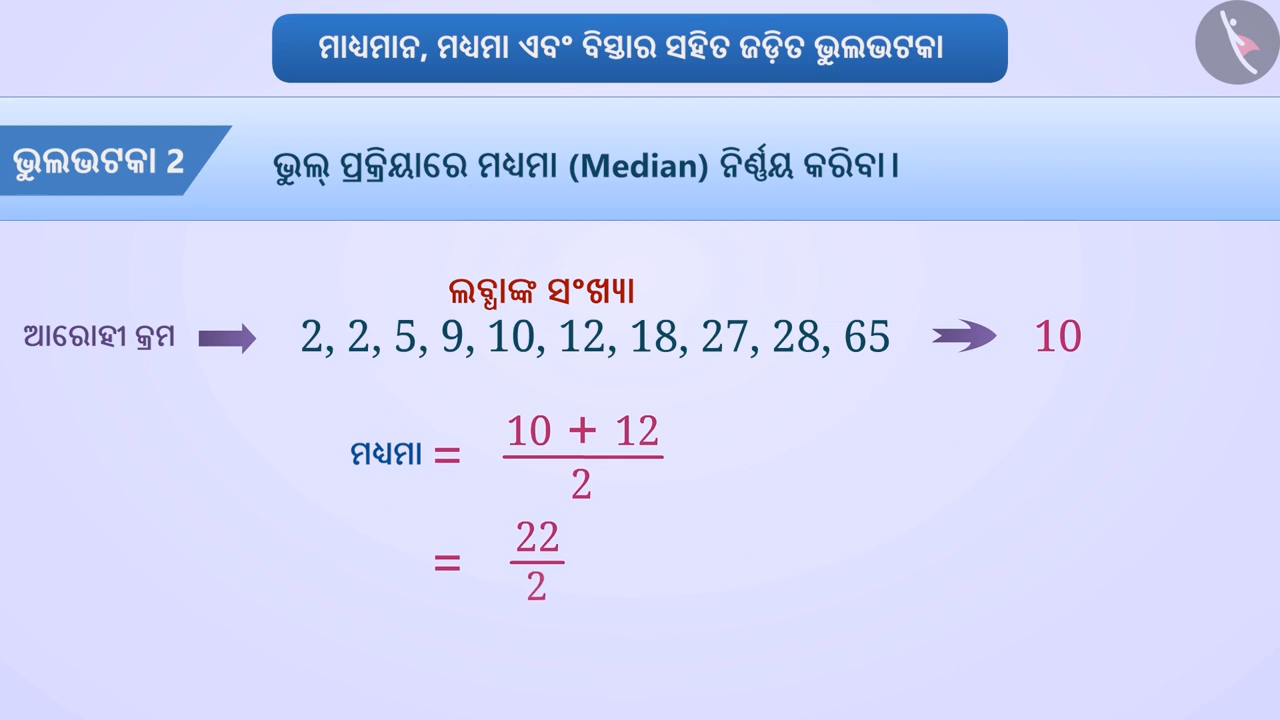 ମାଧ୍ୟମାନ, ମଧ୍ୟମା ଏବଂ ବିସ୍ତାର ସହିତ ଜଡ଼ିତ ଭୁଲଭଟକା
ଭୁଲଭଟକା 2
ଭୁଲ୍ ପ୍ରକ୍ରିୟାରେ ମଧ୍ୟମା (Median) ନିର୍ଣ୍ଣୟ କରିବା।
ଲବ୍ଧାଙ୍କ ସଂଖ୍ୟା
ଆରୋହୀ କ୍ରମ ➡ 2, 2, 5, 9, 10, 12, 18, 27, 28, 65 ➢ 10
ମଧ୍ୟମା = (10 + 12)/2
= 22/2